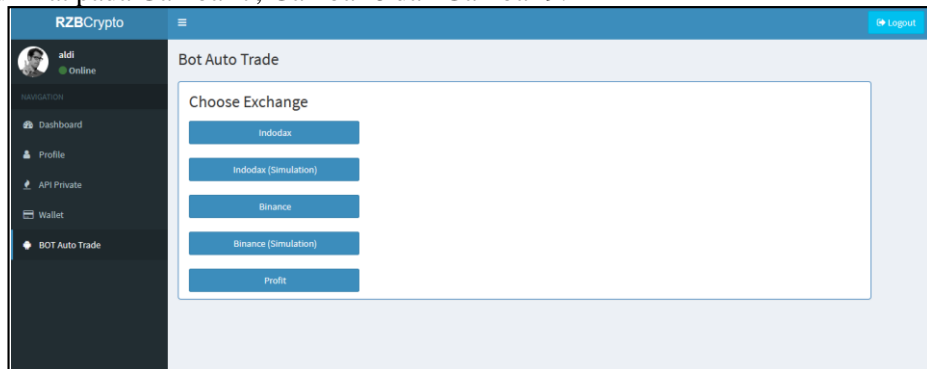 RZBCrypto
Logout
aldi
Online
Bot Auto Trade
NAVIGATION
Choose Exchange
Dashboard
Indodax
Profile
Indodax (Simulation)
API Private
Binance
Wallet
Binance (Simulation)
BOT Auto Trade
Profit